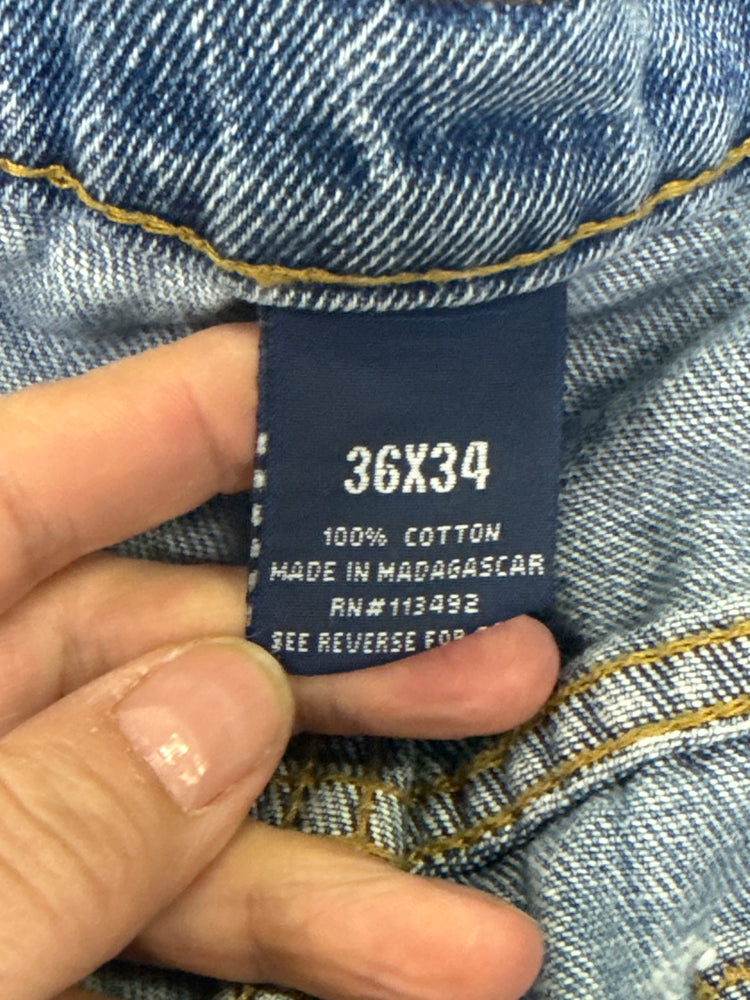 36X34
100% COTTON
MADE IN MADAGASCAR
RN#113492
SEE REVERSE FOR